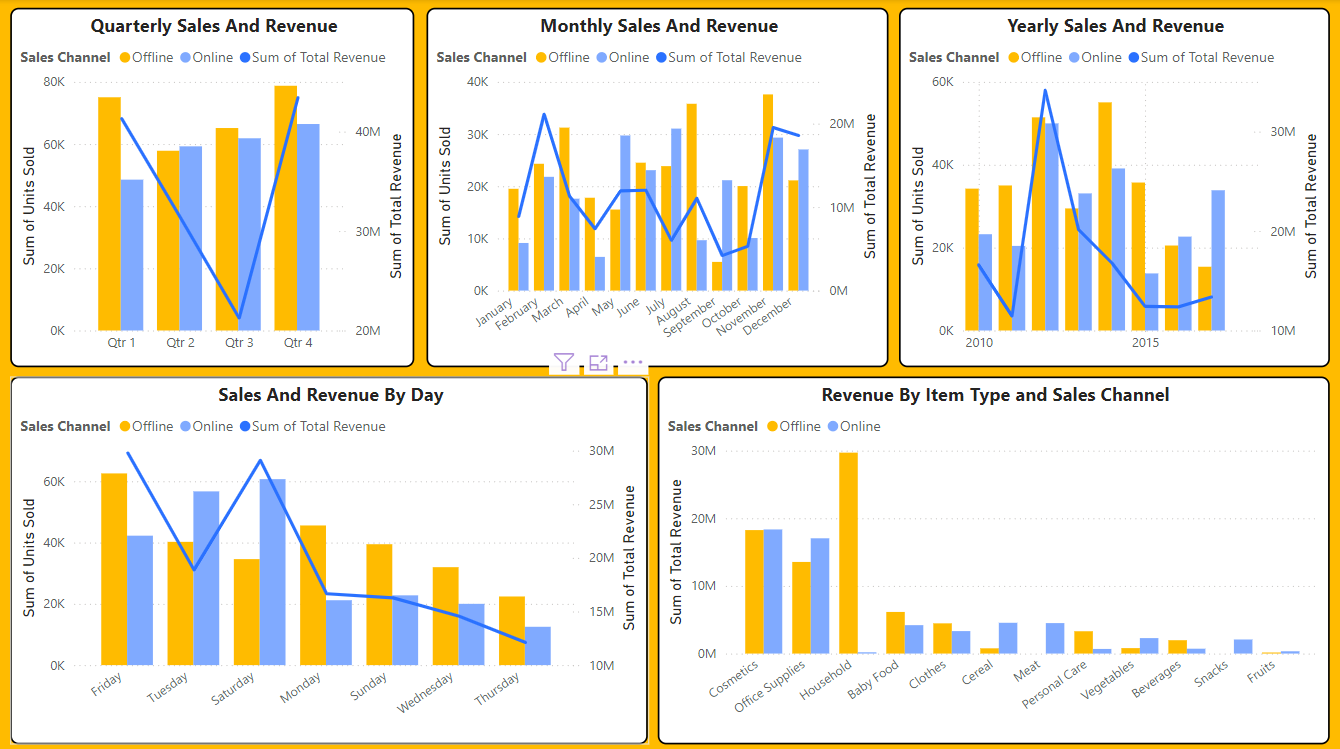 Quarterly Sales And Revenue
Sales Channel Offline Online Sum of Total Revenue
Sum of Units Sold
80K
60K
40K
20K
0K
40M
30M
20M
Sum of Total Revenue
Qtr 1 Qtr 2 Qtr 3 Qtr 4
Monthly Sales And Revenue
Sales Channel Offline Online Sum of Total Revenue
Sum of Units Sold
40K
30K
20K
10K
0K
20M
10M
0M
Sum of Total Revenue
January February March April May June July August September October November December
Yearly Sales And Revenue
Sales Channel Offline Online Sum of Total Revenue
Sum of Units Sold
60K
40K
20K
0K
30M
20M
10M
Sum of Total Revenue
2010 2015
Sales And Revenue By Day
Sales Channel Offline Online Sum of Total Revenue
Sum of Units Sold
60K
40K
20K
0K
30M
25M
20M
15M
10M
Sum of Total Revenue
Friday Tuesday Saturday Monday Sunday Wednesday Thursday
Revenue By Item Type and Sales Channel
Sales Channel Offline Online
Sum of Total Revenue
30M
20M
10M
0M
Cosmetics Office Supplies Household Baby Food Clothes Cereal Meat Personal Care Vegetables Beverages Snacks Fruits